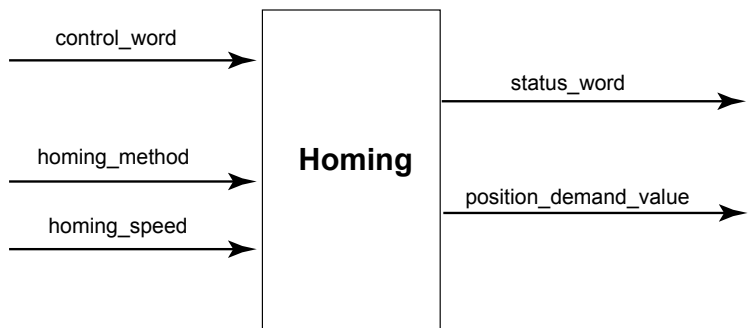 control_word
homing_method
homing_speed
Homing
status_word
position_demand_value